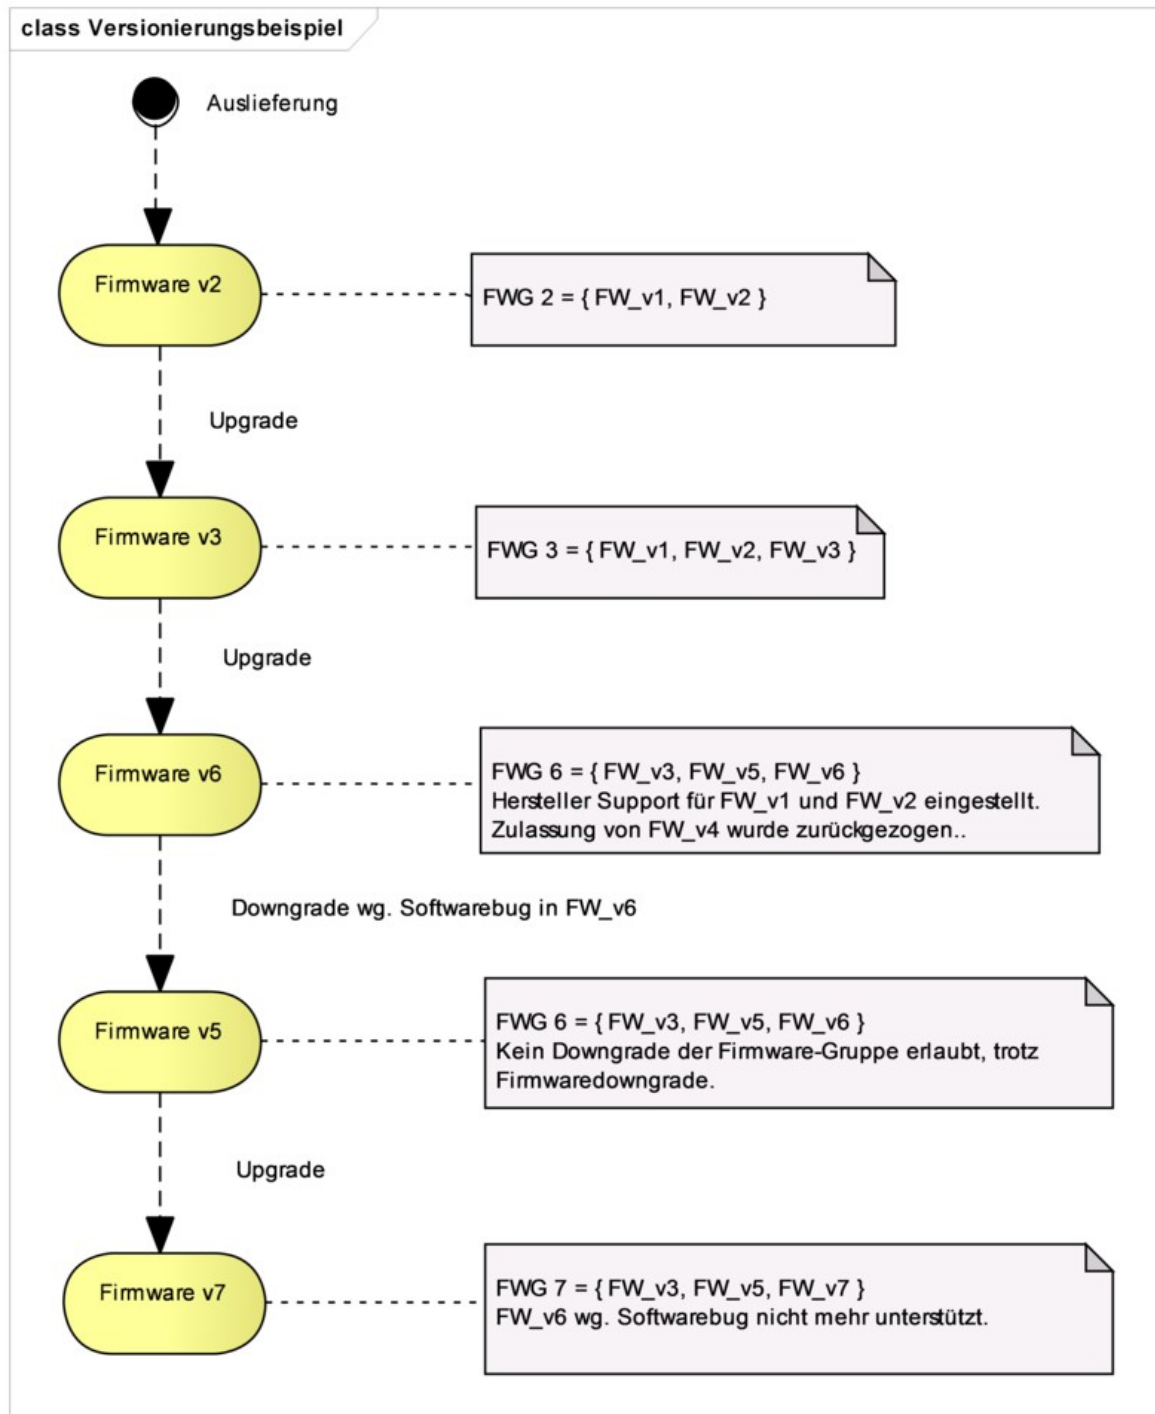 class Versionierungsbeispiel
Auslieferung
Firmware v2
FWG 2 = { FW_v1, FW_v2 }
Upgrade
Firmware v3
FWG 3 = { FW_v1, FW_v2, FW_v3 }
Upgrade
Firmware v6
FWG 6 = { FW_v3, FW_v5, FW_v6 }
Hersteller Support für FW_v1 und FW_v2 eingestellt.
Zulassung von FW_v4 wurde zurückgezogen..
Downgrade wg. Softwarebug in FW_v6
Firmware v5
FWG 6 = { FW_v3, FW_v5, FW_v6 }
Kein Downgrade der Firmware-Gruppe erlaubt, trotz
Firmwaredowngrade.
Upgrade
Firmware v7
FWG 7 = { FW_v3, FW_v5, FW_v7 }
FW_v6 wg. Softwarebug nicht mehr unterstützt.